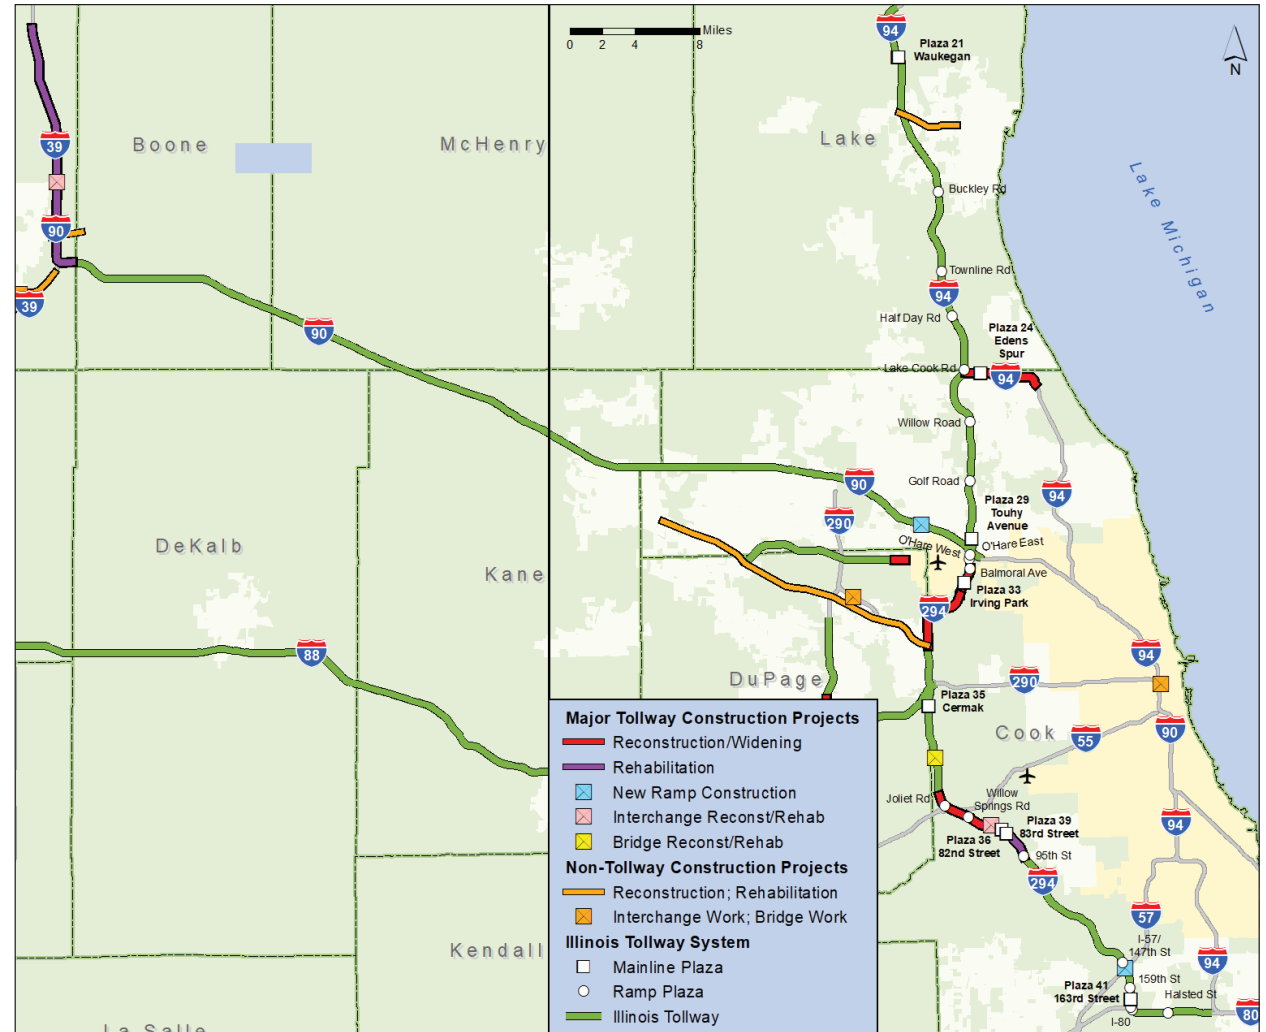 Miles
0 2 4 8
N
94
Plaza 21
Waukegan
39
Boone
McHenry
Lake
Buckley Rd
Lake Michigan
90
Townline Rd
94
39
90
Half Day Rd
Plaza 24
Edens
Spur
Lake Cook Rd
94
Willow Road
90
Golf Road
94
Plaza 29
Touhy
Avenue
290
DeKalb
O'Hare West
O'Hare East
Kane
Balmoral Ave
Plaza 33
Irving Park
294
88
94
DuPage
290
Plaza 35
Cermak
Cook
55
90
Joliet Rd
Willow
Springs Rd
Plaza 39
83rd Street
Plaza 36
82nd Street
94
95th St
294
57
Kendall
I-57/
147th St
94
159th St
Plaza 41
163rd Street
Halsted St
I-80
80
La Salle
Major Tollway Construction Projects
Reconstruction/Widening
Rehabilitation
New Ramp Construction
Interchange Reconst/Rehab
Bridge Reconst/Rehab
Non-Tollway Construction Projects
Reconstruction; Rehabilitation
Interchange Work; Bridge Work
Illinois Tollway System
Mainline Plaza
Ramp Plaza
Illinois Tollway